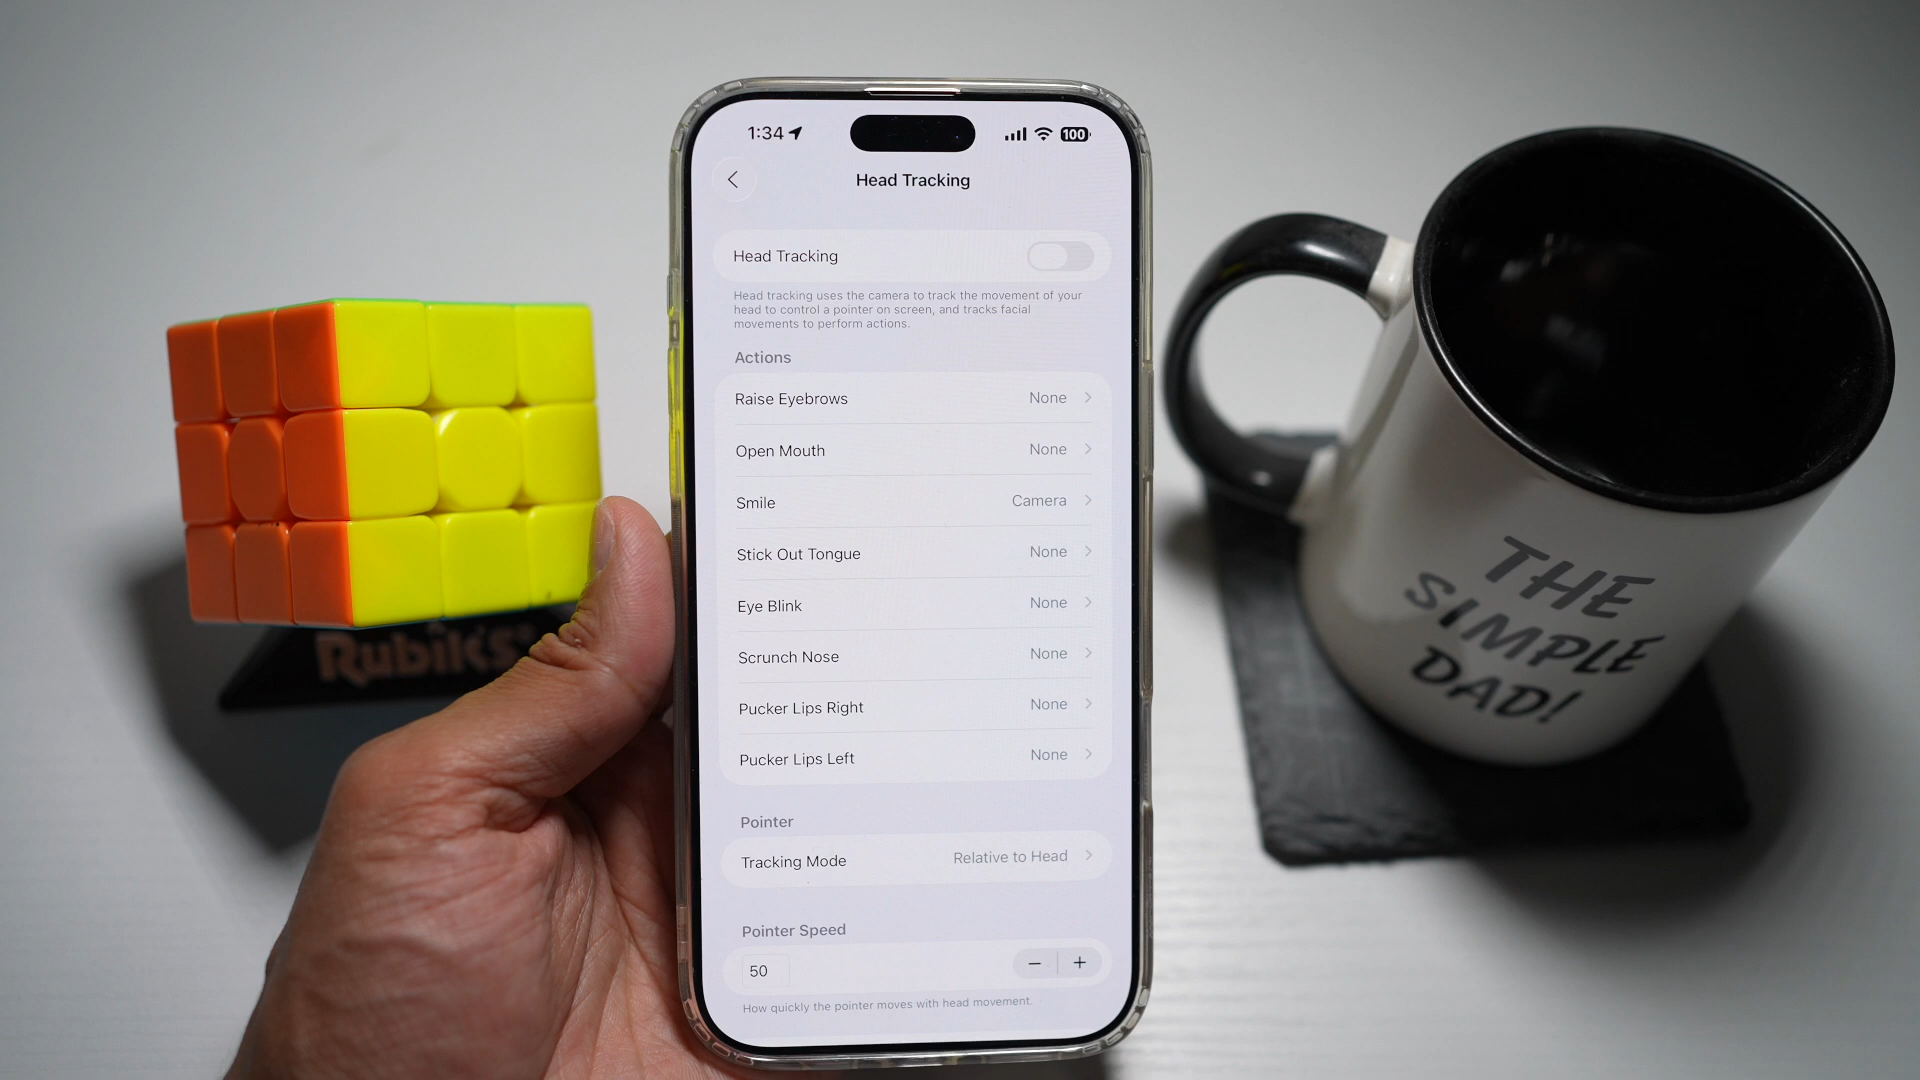 1:34
100
Head Tracking
Head Tracking
Head tracking uses the camera to track the movement of your
head to control a pointer on screen, and tracks facial
movements to perform actions.
Actions
Raise Eyebrows None
Open Mouth None
Smile Camera
Stick Out Tongue None
Eye Blink None
Scrunch Nose None
Pucker Lips Right None
Pucker Lips Left None
Pointer
Tracking Mode Relative to Head
Pointer Speed
50 − +
How quickly the pointer moves with head movement.
Rubik's®
THE
SIMPLE
DAD!